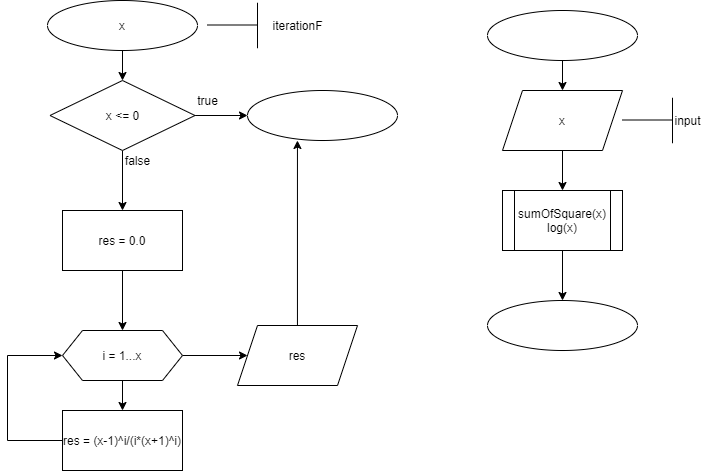 x
iterationF
x <= 0
true
false
res = 0.0
i = 1...x
res
res = (x-1)^i/(i*(x+1)^i)
x
input
sumOfSquare(x)
log(x)